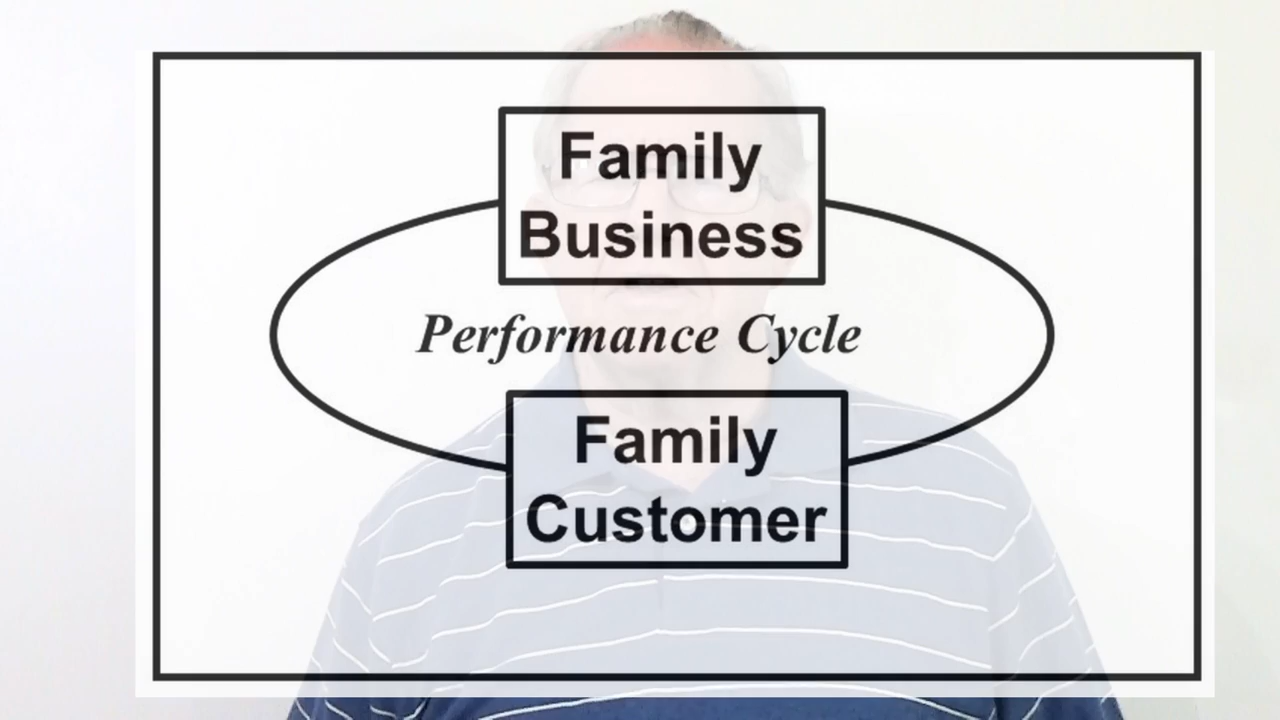 Family
Business
Performance Cycle
Family
Customer